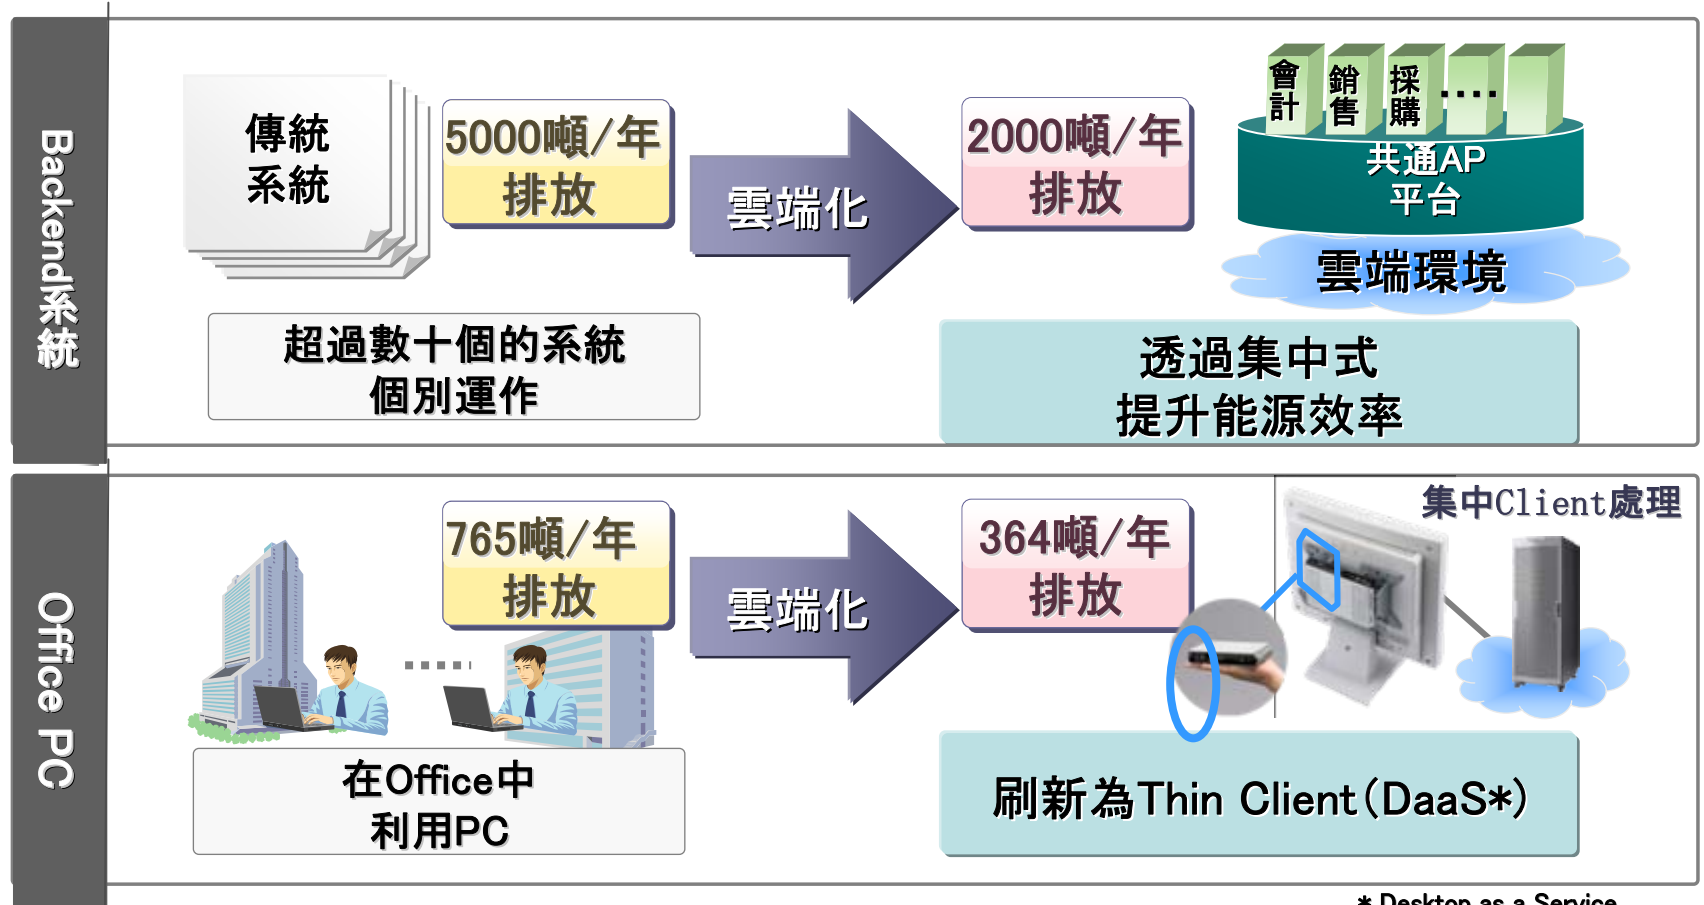 Backend系統
傳統
系統
5000噸/年
排放
雲端化
2000噸/年
排放
會計
銷售
採購
....
共通AP
平台
雲端環境
超過數十個的系統
個別運作
透過集中式
提升能源效率
Office PC
765噸/年
排放
雲端化
364噸/年
排放
集中Client處理
在Office中
利用PC
刷新為Thin Client(DaaS*)
* Desktop as a Service